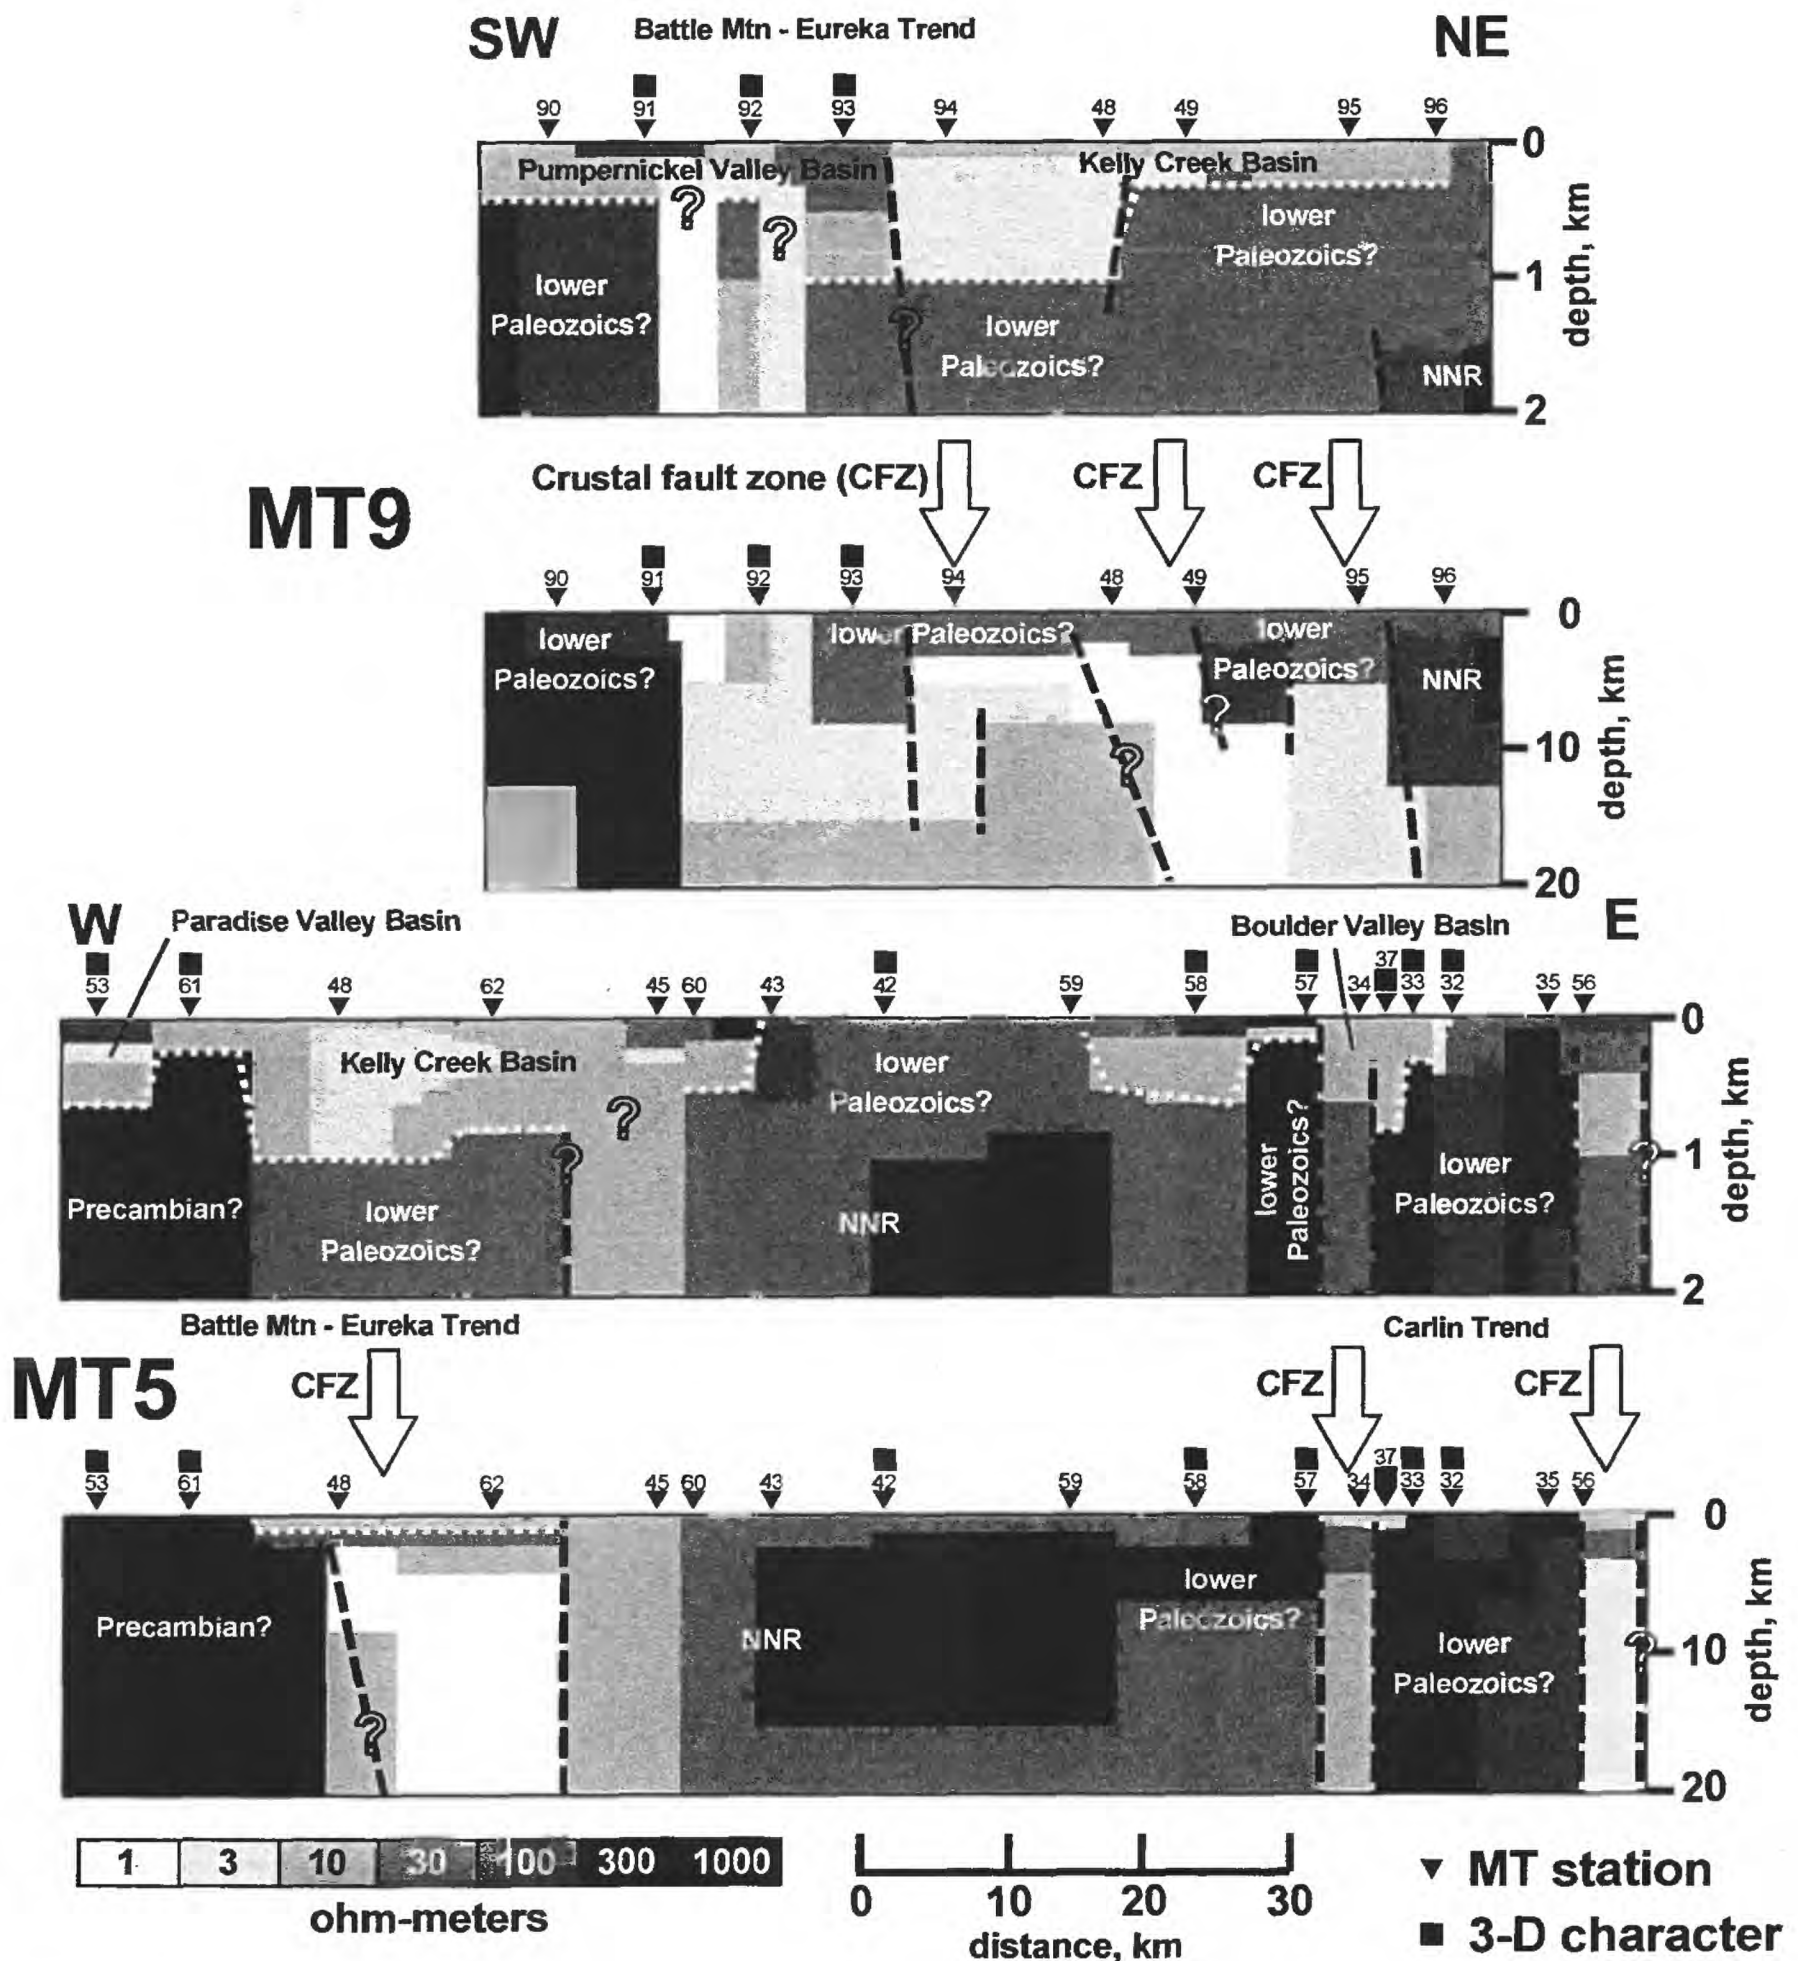 SW Battle Mtn - Eureka Trend NE
90 91 92 93 94 48 49 95 96
0
Pumpernickel Valley Basin Kelly Creek Basin
? ?
lower
Paleozoics?
lower
Paleozoics?
1
?
lower
Paleozoics?
NNR
2
depth, km
Crustal fault zone (CFZ) CFZ CFZ
MT9
90 91 92 93 94 48 49 95 96
0
lower
Paleozoics?
lower Paleozoics?
lower
Paleozoics?
NNR
?
?
10
20
depth, km
W Paradise Valley Basin Boulder Valley Basin E
53 61 48 62 45 60 43 42 59 58 57 34 37 33 32 35 56
0
Kelly Creek Basin
?
?
lower
Paleozoics?
1
?
Precambian?
lower
Paleozoics?
NNR
lower
Paleozoics?
lower
Paleozoics?
2
depth, km
Battle Mtn - Eureka Trend Carlin Trend
MT5
CFZ CFZ CFZ
53 61 48 62 45 60 43 42 59 58 57 34 37 33 32 35 56
0
Precambian?
?
NNR
lower
Paleozoics?
lower
Paleozoics?
?
10
20
depth, km
1 3 10 30 100 300 1000
ohm-meters
0 10 20 30
distance, km
MT station
3-D character